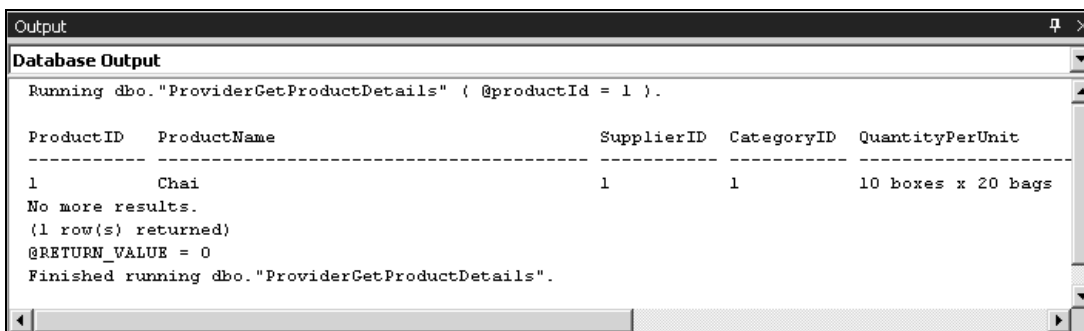 Output
Database Output
Running dbo."ProviderGetProductDetails" ( @productId = 1 ).
ProductID ProductName SupplierID CategoryID QuantityPerUnit
----------- ---------------------------------------- ----------- ----------- --------------------
1 Chai 1 1 10 boxes x 20 bags
No more results.
(1 row(s) returned)
@RETURN_VALUE = 0
Finished running dbo."ProviderGetProductDetails".